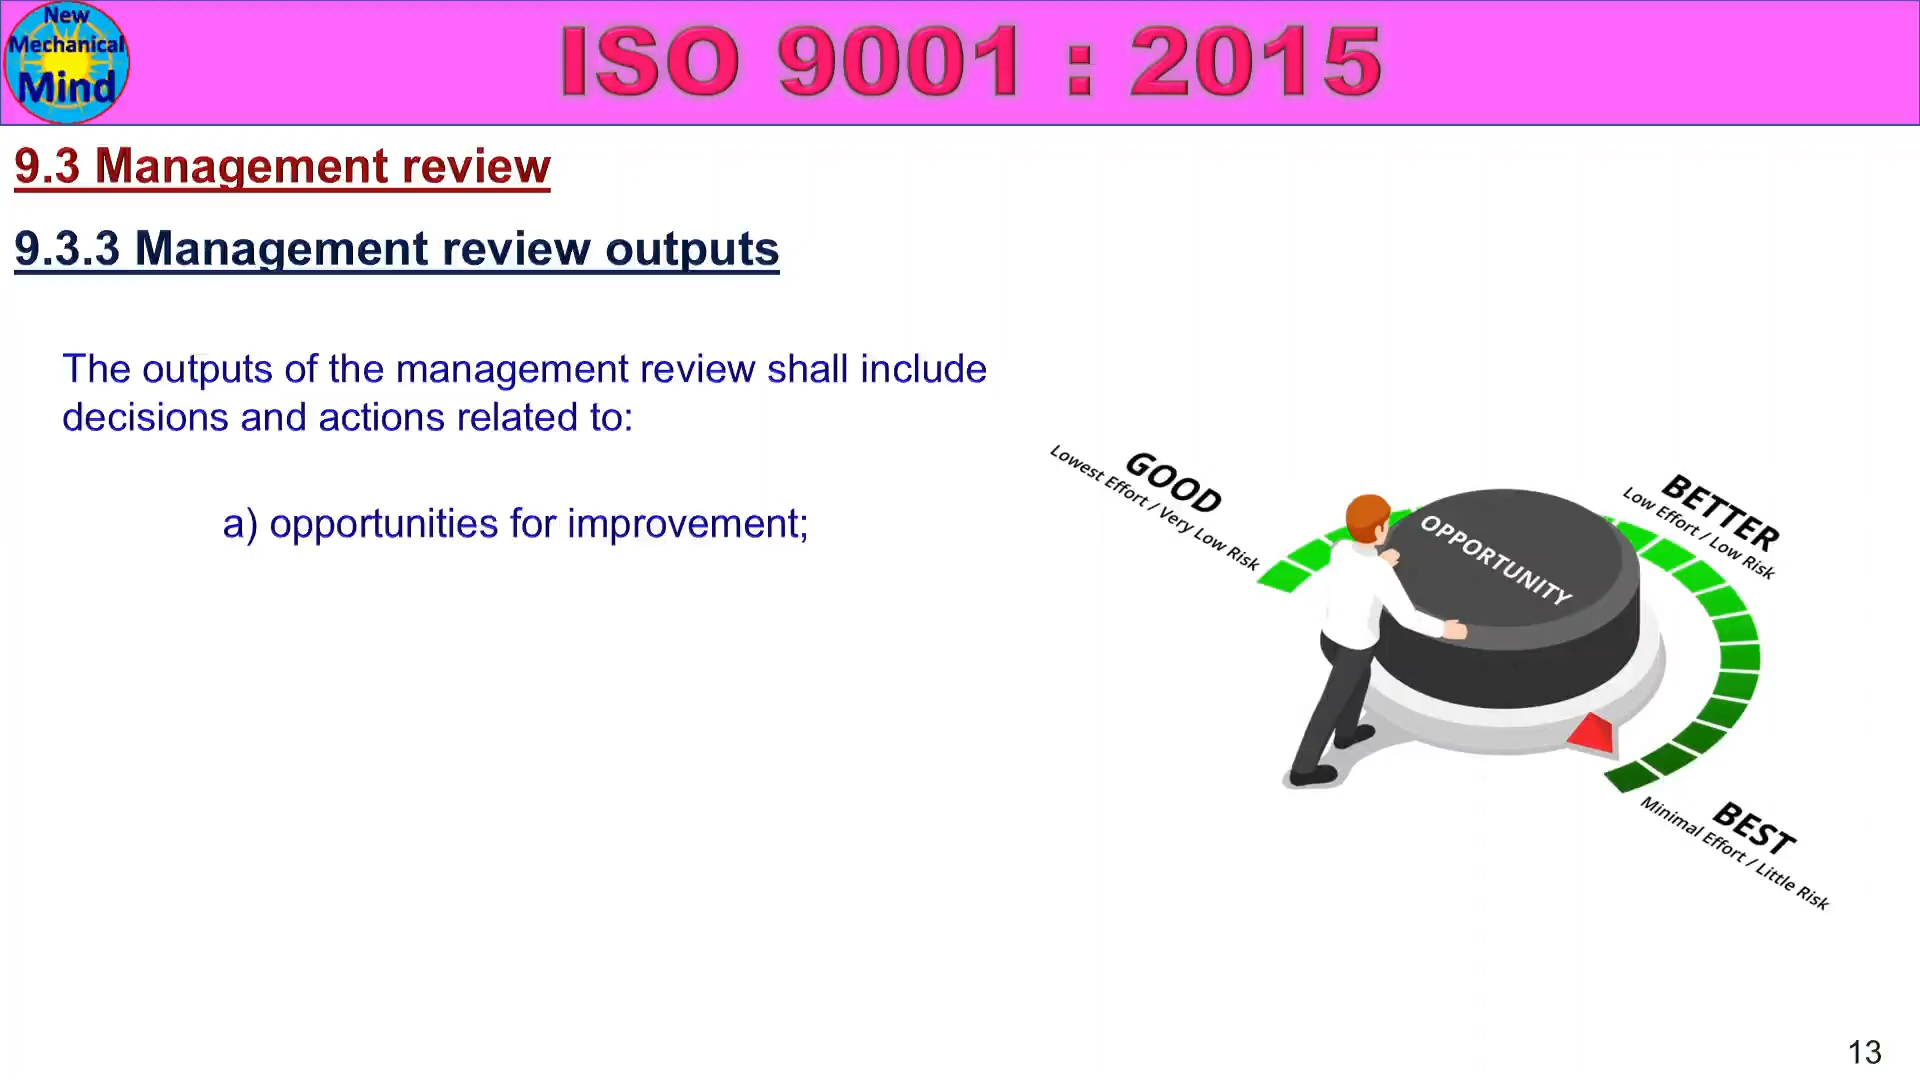 New
Mechanical
Mind
ISO 9001 : 2015
9.3 Management review
9.3.3 Management review outputs
The outputs of the management review shall include
decisions and actions related to:
a) opportunities for improvement;
GOOD
Lowest Effort / Very Low Risk
OPPORTUNITY
BETTER
Low Effort / Low Risk
BEST
Minimal Effort / Little Risk
13